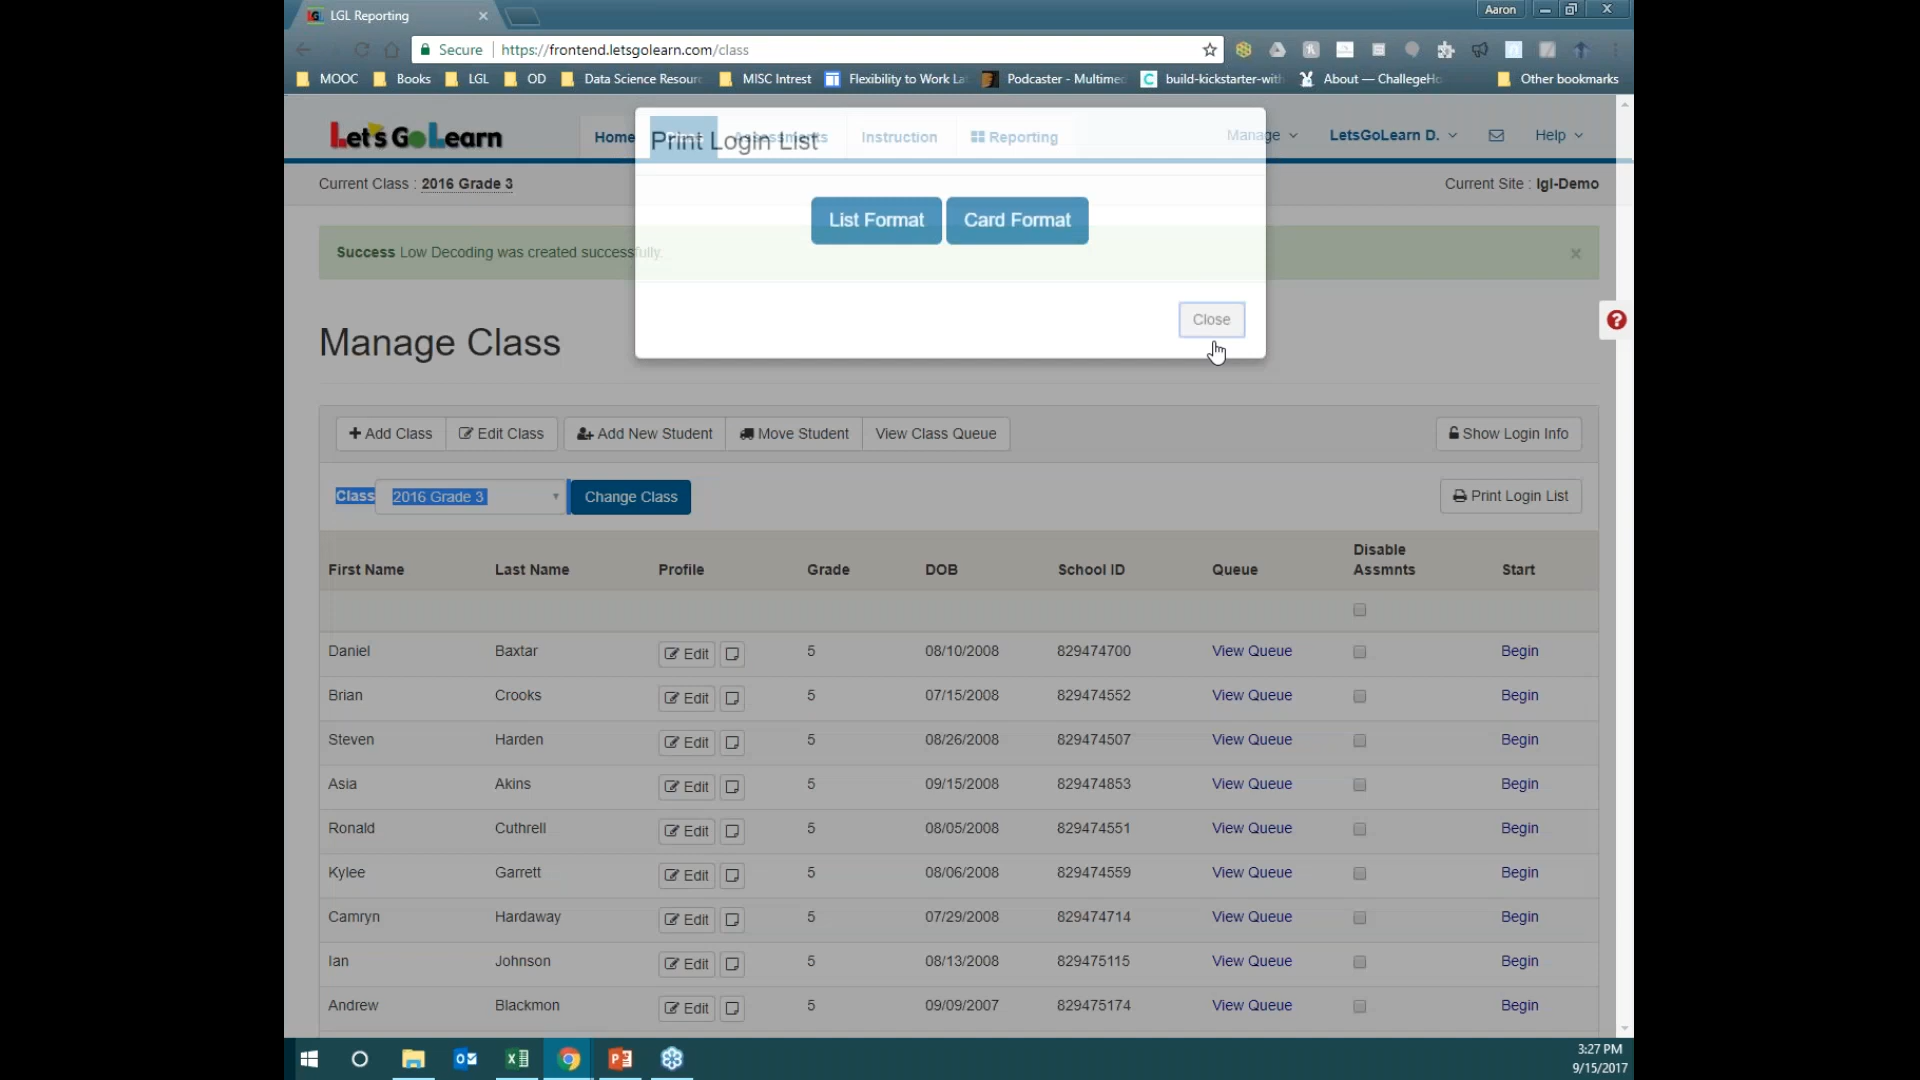 LGL Reporting
Aaron
Secure
https://frontend.letsgolearn.com/class
MOOC
Books
LGL
OD
Data Science Resour
MISC Intrest
Flexibility to Work La
Podcaster - Multime
build-kickstarter-wit
About — ChallegeH
Other bookmarks
Let's Go Learn
Home
Assessments
Instruction
Reporting
Manage
LetsGoLearn D.
Help
Print Login List
Current Class : 2016 Grade 3
Current Site : lgl-Demo
List Format
Card Format
Success Low Decoding was created successfully.
×
Close
Manage Class
Add Class
Edit Class
Add New Student
Move Student
View Class Queue
Show Login Info
Class
2016 Grade 3
Change Class
Print Login List
First Name Last Name Profile Grade DOB School ID Queue Disable Assmnts Start
Daniel Baxtar Edit 5 08/10/2008 829474700 View Queue Begin
Brian Crooks Edit 5 07/15/2008 829474552 View Queue Begin
Steven Harden Edit 5 08/26/2008 829474507 View Queue Begin
Asia Akins Edit 5 09/15/2008 829474853 View Queue Begin
Ronald Cuthrell Edit 5 08/05/2008 829474551 View Queue Begin
Kylee Garrett Edit 5 08/06/2008 829474559 View Queue Begin
Camryn Hardaway Edit 5 07/29/2008 829474714 View Queue Begin
Ian Johnson Edit 5 08/13/2008 829475115 View Queue Begin
Andrew Blackmon Edit 5 09/09/2007 829475174 View Queue Begin
3:27 PM
9/15/2017